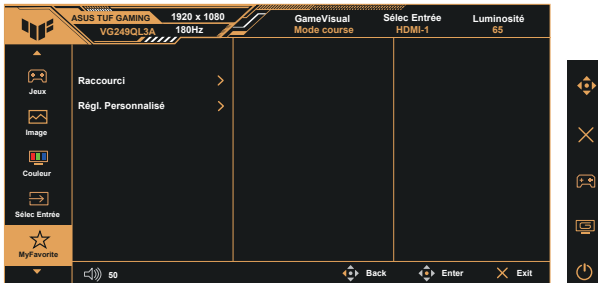 ASUS TUF GAMING 1920 x 1080
VG249QL3A 180Hz
GameVisual
Mode course
Sélec Entrée
HDMI-1
Luminosité
65
Jeux
Image
Couleur
Sélec Entrée
MyFavorite
Raccourci
Régl. Personnalisé
50
Back
Enter
Exit